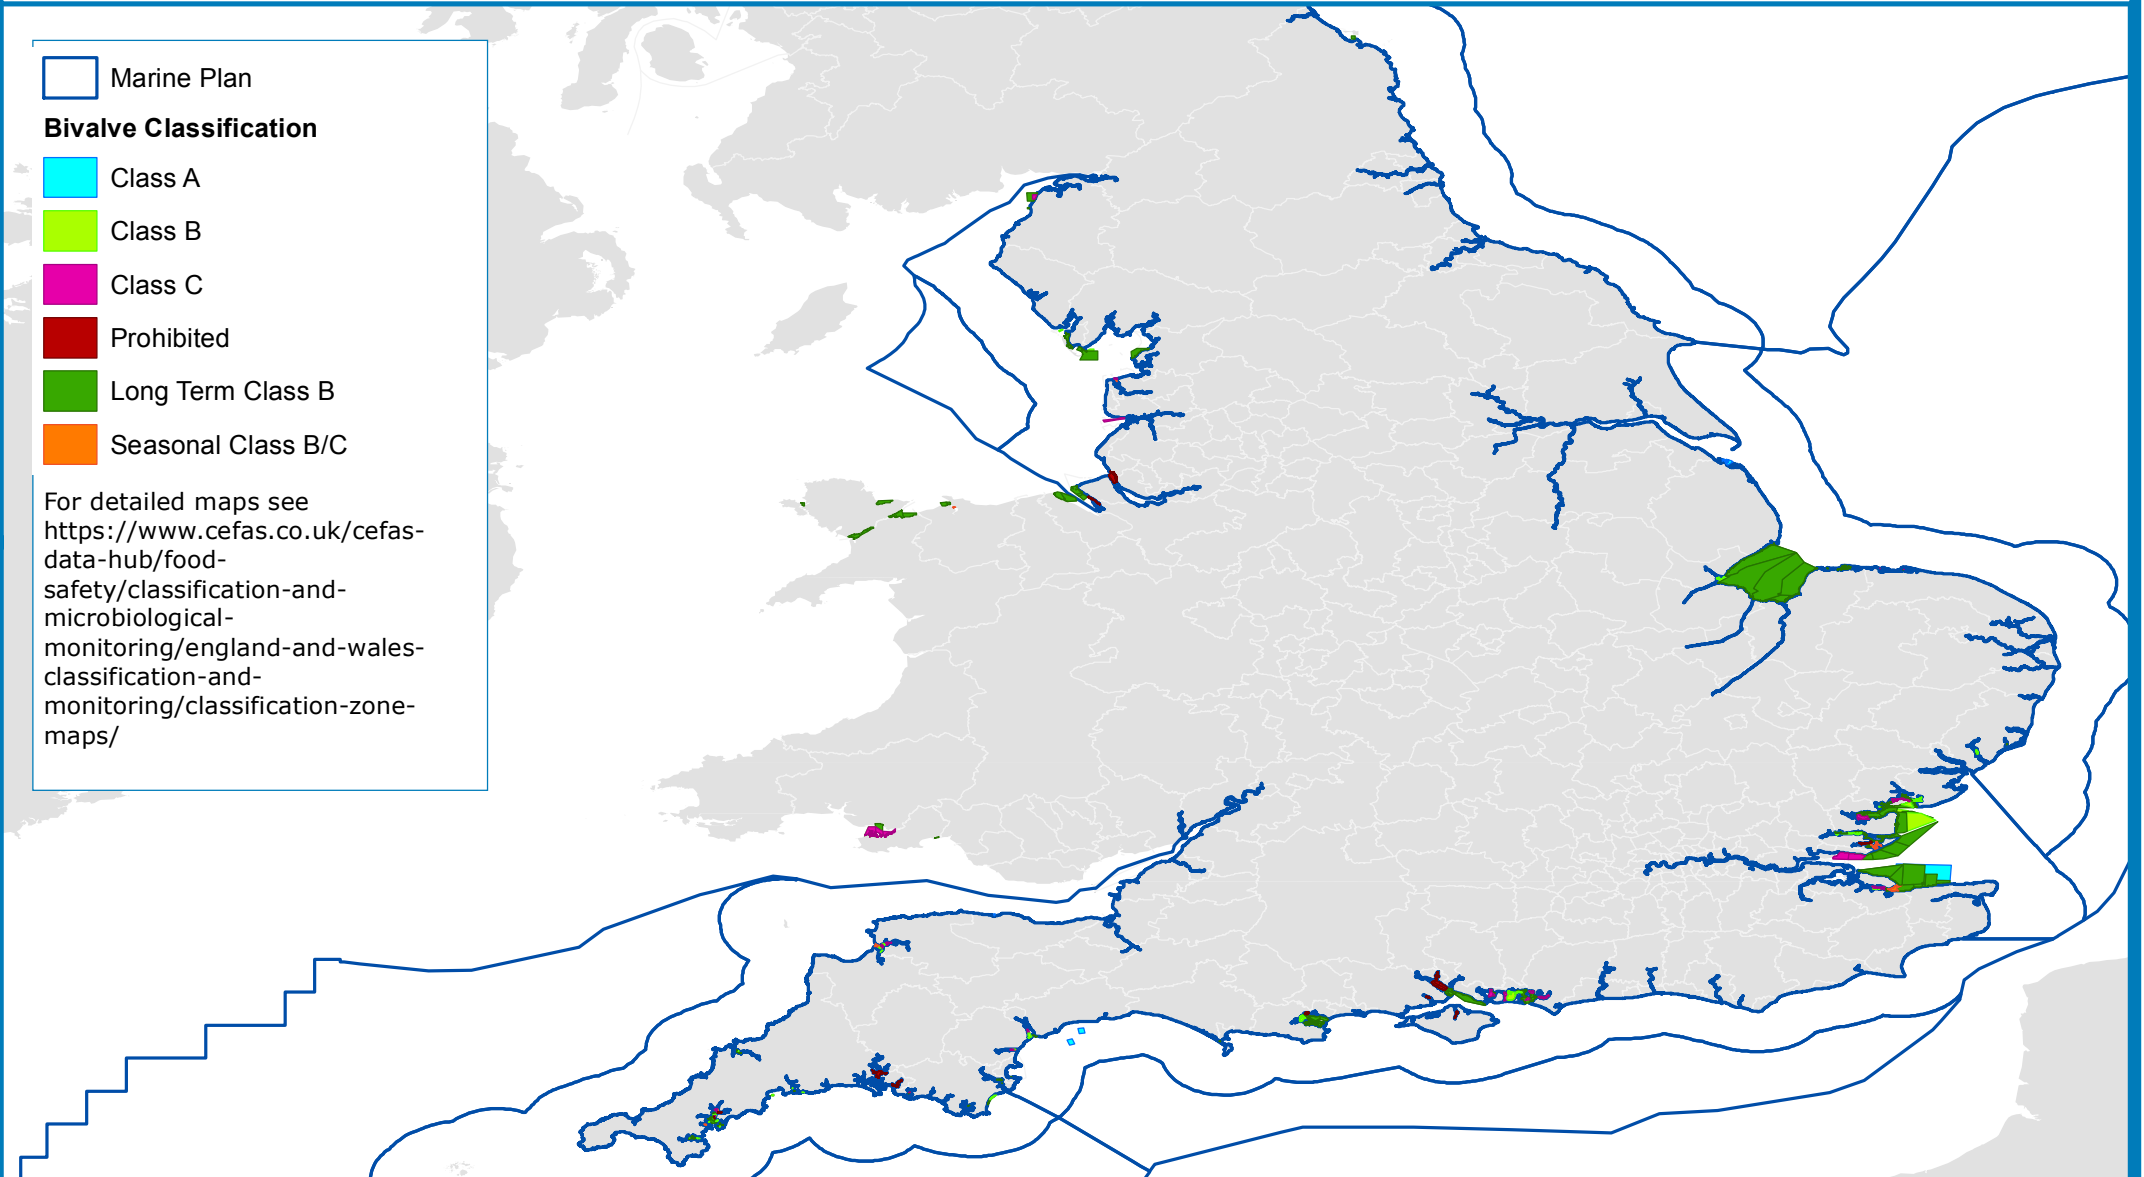 Marine Plan
Bivalve Classification
Class A
Class B
Class C
Prohibited
Long Term Class B
Seasonal Class B/C
For detailed maps see
https://www.cefas.co.uk/cefas-
data-hub/food-
safety/classification-and-
microbiological-
monitoring/england-and-wales-
classification-and-
monitoring/classification-zone-
maps/